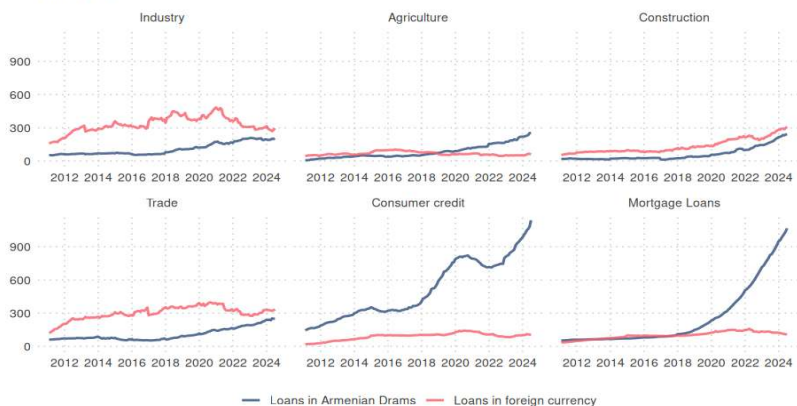 Industry
Agriculture
Construction
900
600
300
0
2012 2014 2016 2018 2020 2022 2024
2012 2014 2016 2018 2020 2022 2024
2012 2014 2016 2018 2020 2022 2024
Trade
Consumer credit
Mortgage Loans
900
600
300
0
2012 2014 2016 2018 2020 2022 2024
2012 2014 2016 2018 2020 2022 2024
2012 2014 2016 2018 2020 2022 2024
Loans in Armenian Drams
Loans in foreign currency